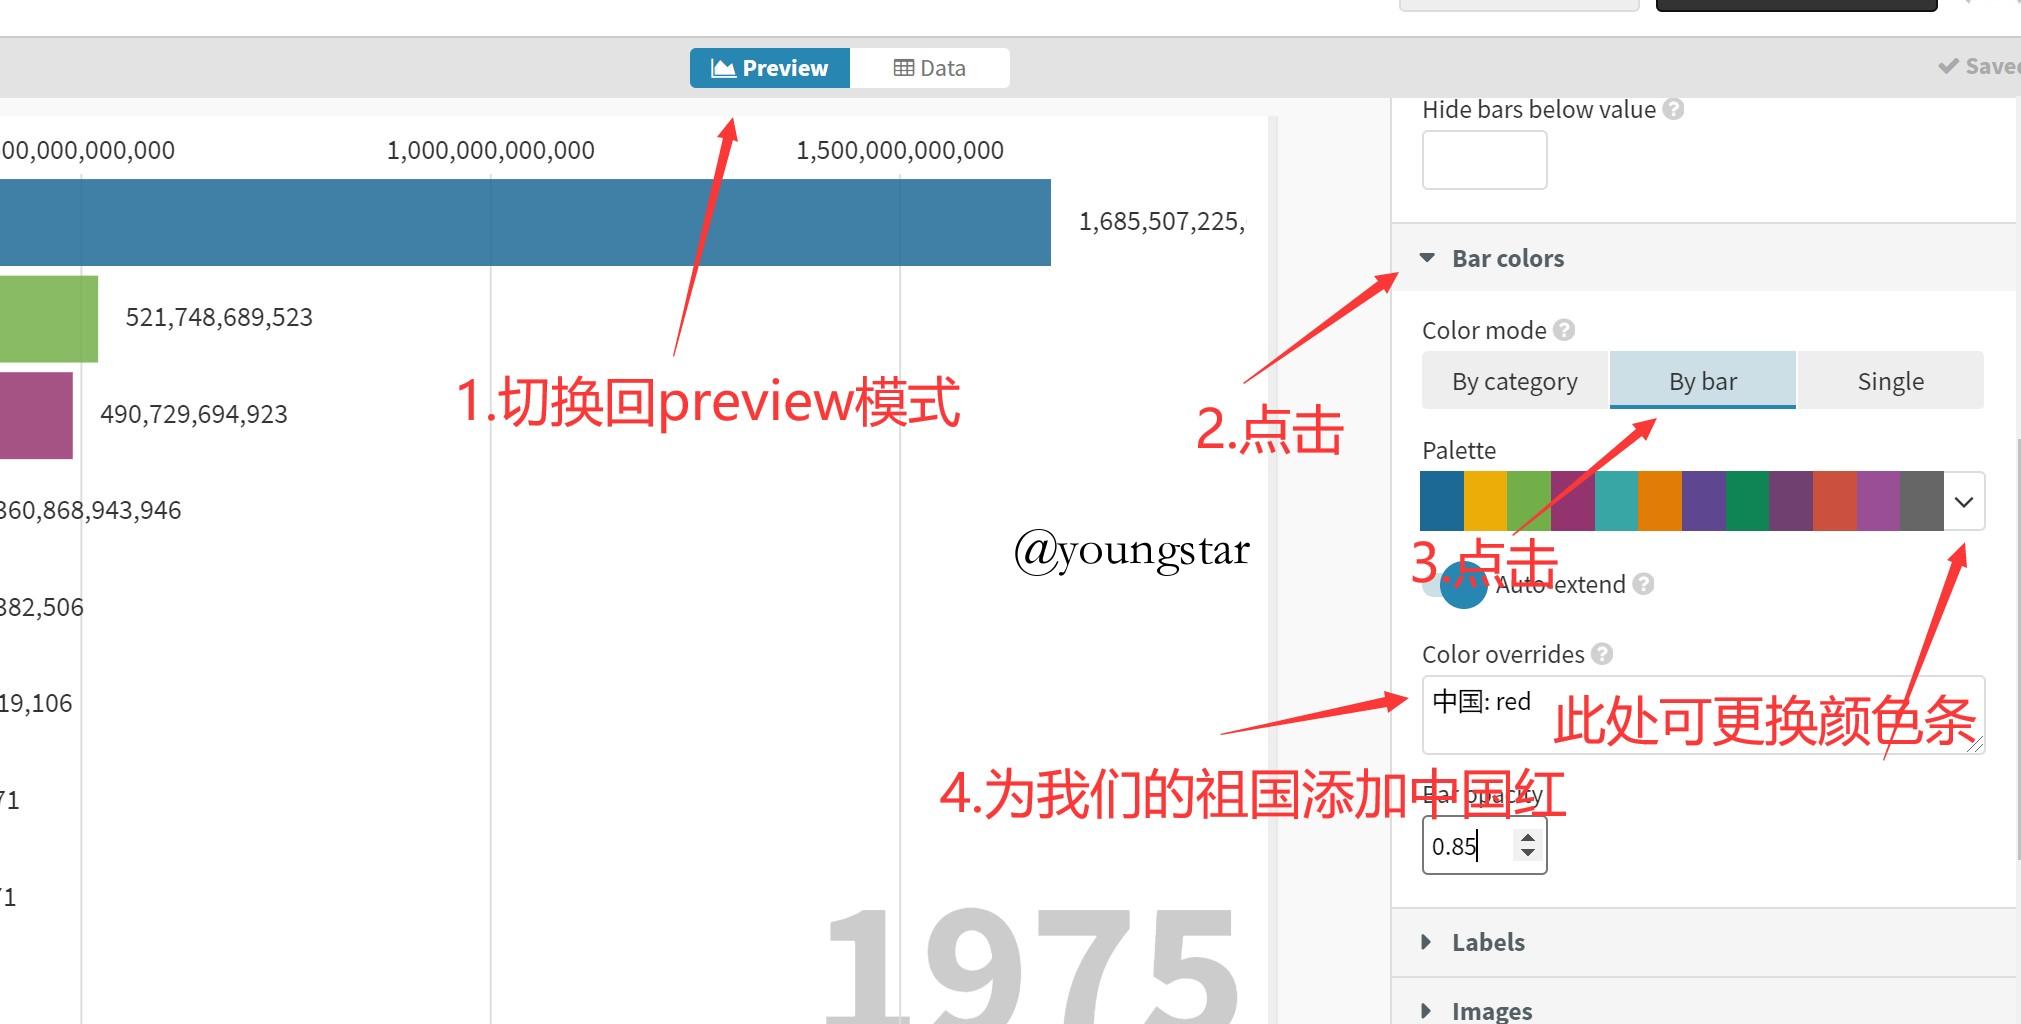 Preview
Data
Hide bars below value
00,000,000,000
1,000,000,000,000
1,500,000,000,000
1,685,507,225,
Bar colors
521,748,689,523
Color mode
By category
By bar
Single
490,729,694,923
1.切换回preview模式
2.点击
Palette
360,868,943,946
@youngstar
3.点击
Auto-extend
382,506
Color overrides
中国: red
19,106
此处可更换颜色条
4.为我们的祖国添加中国红
Bar opacity
71
0.85
71
1975
Labels
Images